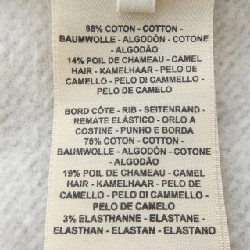 86% COTON - COTTON -
BAUMWOLLE - ALGODÓN - COTONE
- ALGODÃO
14% POIL DE CHAMEAU - CAMEL
HAIR - KAMELHAAR - PELO DE
CAMELLO - PELO DI CAMMELLO -
PELO DE CAMELO
BORD CÔTE - RIB - SEITENRAND -
REMATE ELÁSTICO - ORLO A
COSTINE - PUNHO E BORDA
78% COTON - COTTON -
BAUMWOLLE - ALGODÓN - COTONE
- ALGODÃO
19% POIL DE CHAMEAU - CAMEL
HAIR - KAMELHAAR - PELO DE
CAMELLO - PELO DI CAMMELLO -
PELO DE CAMELO
3% ELASTHANNE - ELASTANE -
ELASTHAN - ELASTAN - ELASTANO